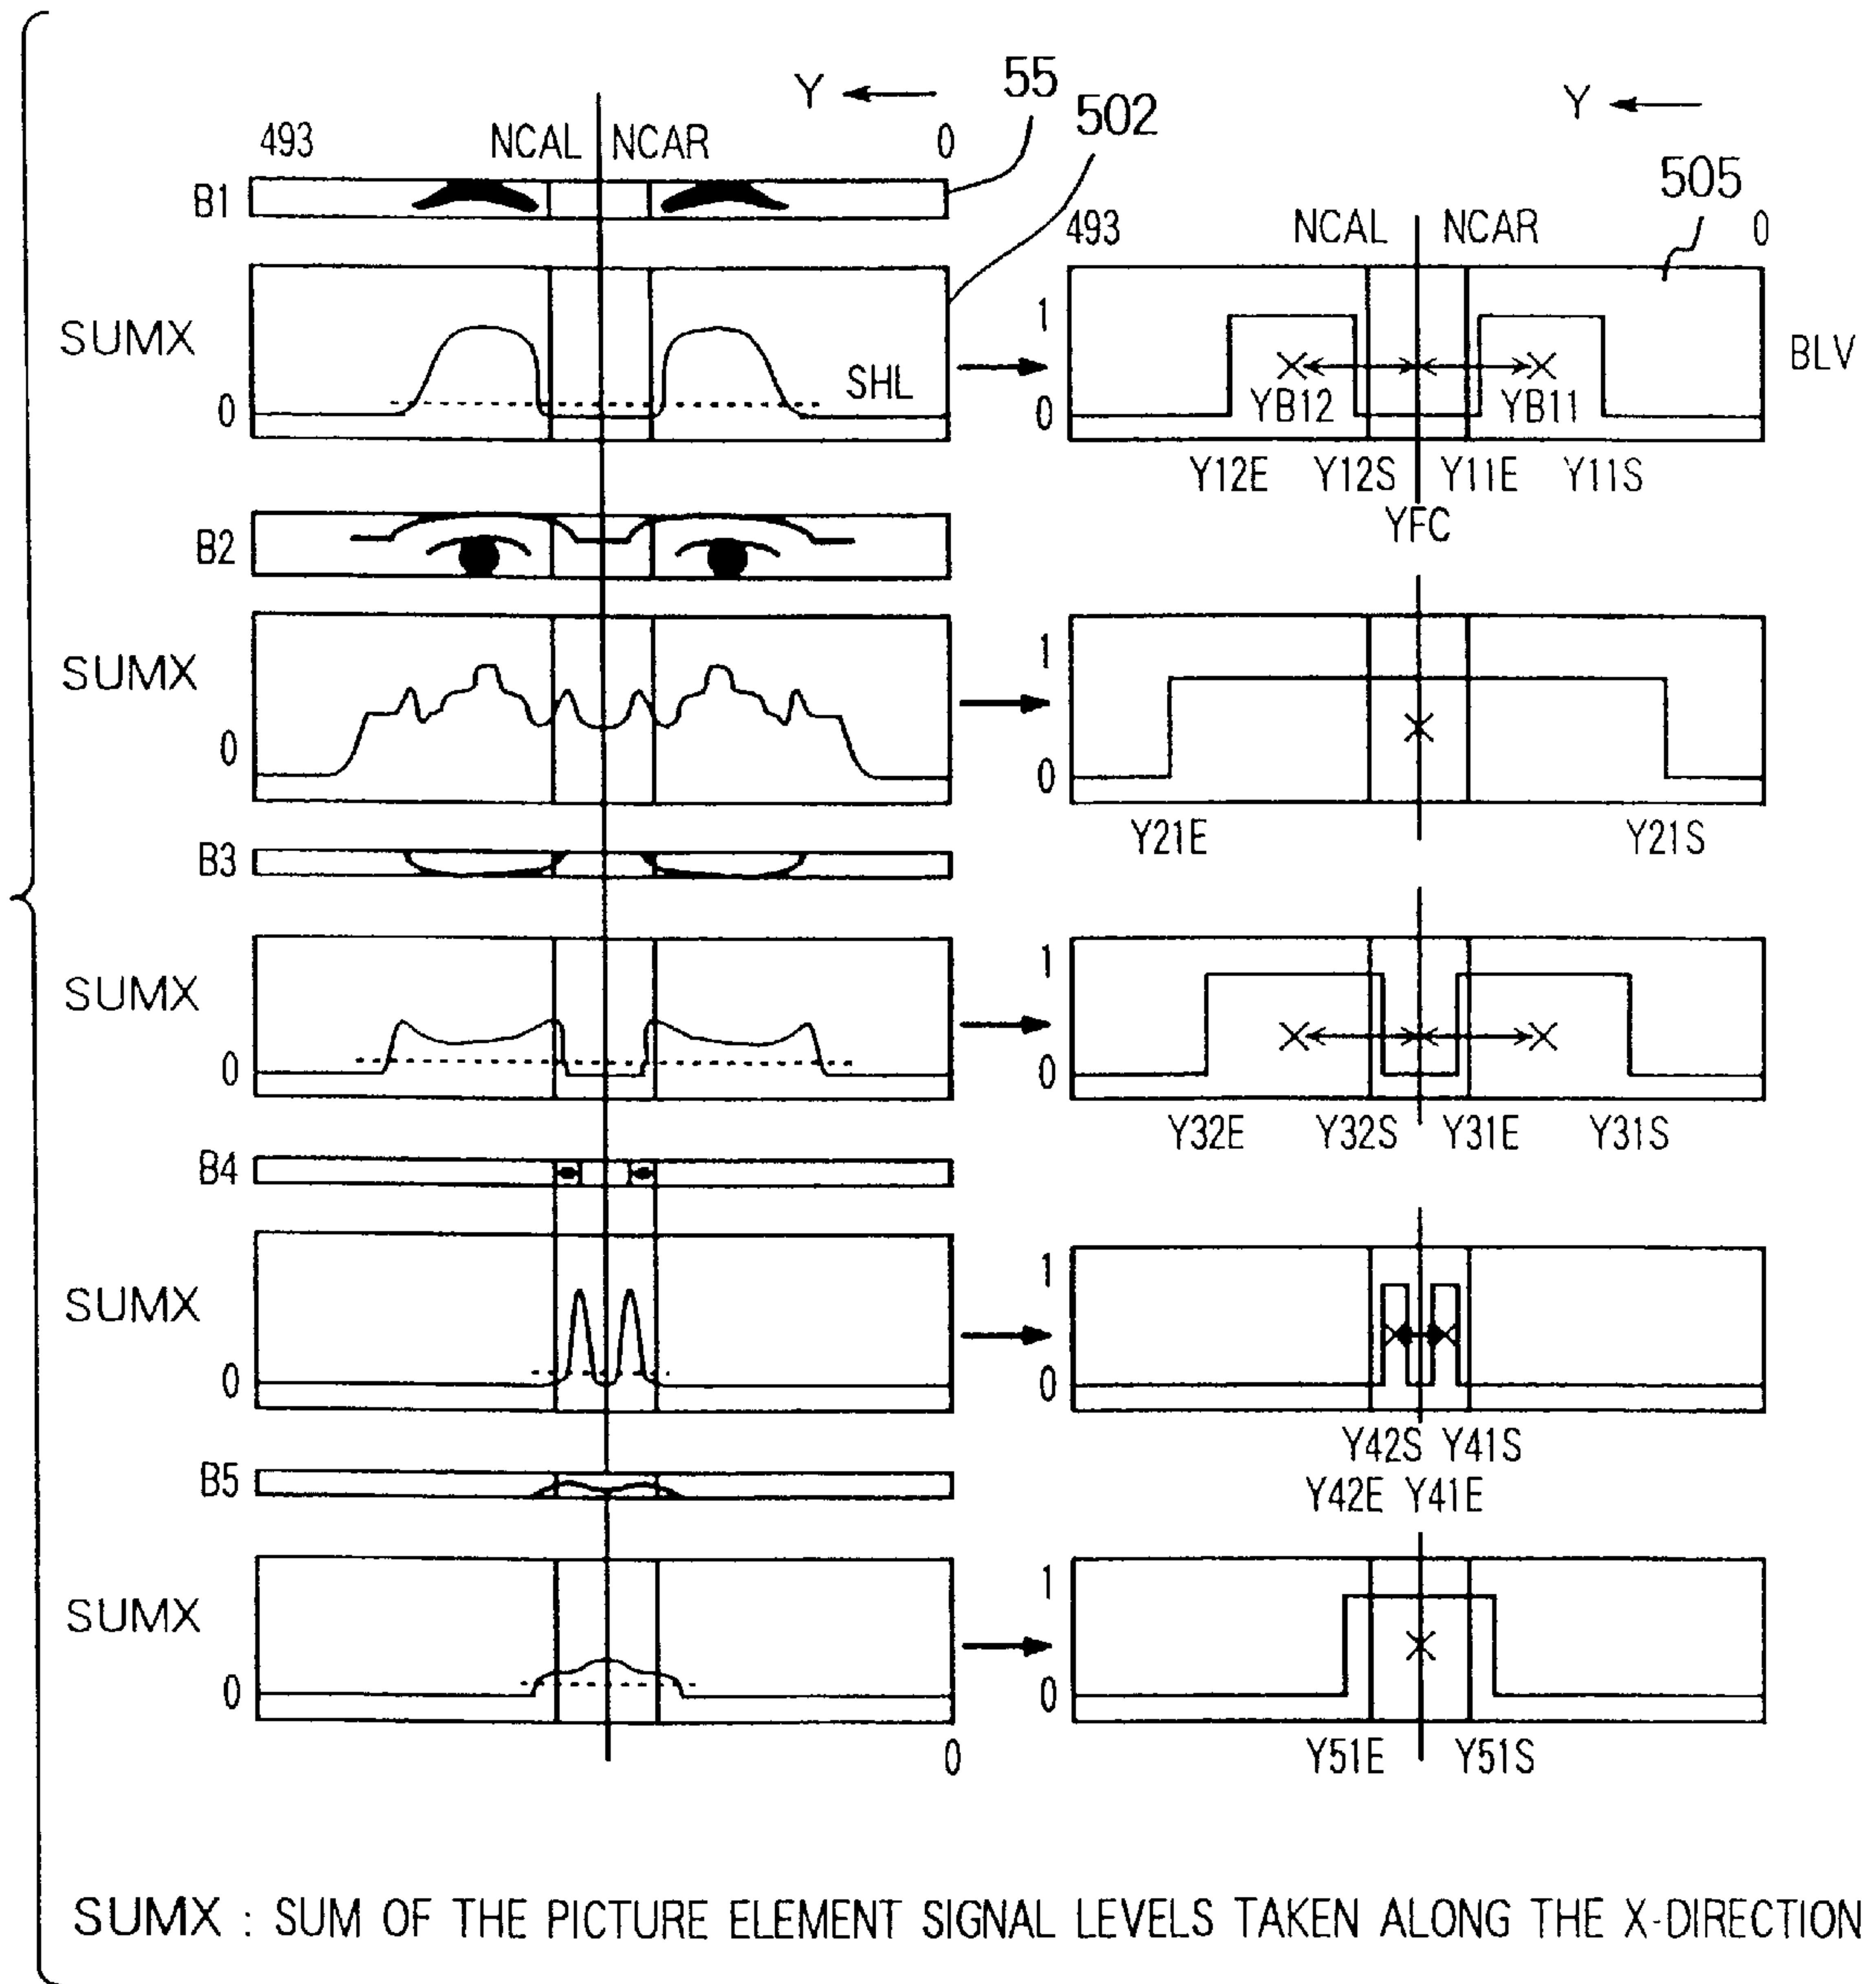 Y ← 55
502
Y ←
493 NCAL NCAR 0
505
B1
493 NCAL NCAR 0
SUMX
0
SHL
1
0
YB12 YB11
BLV
Y12E Y12S Y11E Y11S
YFC
B2
SUMX
0
1
0
Y21E Y21S
B3
SUMX
0
1
0
Y32E Y32S Y31E Y31S
B4
SUMX
0
1
0
Y42S Y41S
Y42E Y41E
B5
SUMX
0
1
0
0
Y51E Y51S
SUMX : SUM OF THE PICTURE ELEMENT SIGNAL LEVELS TAKEN ALONG THE X-DIRECTION